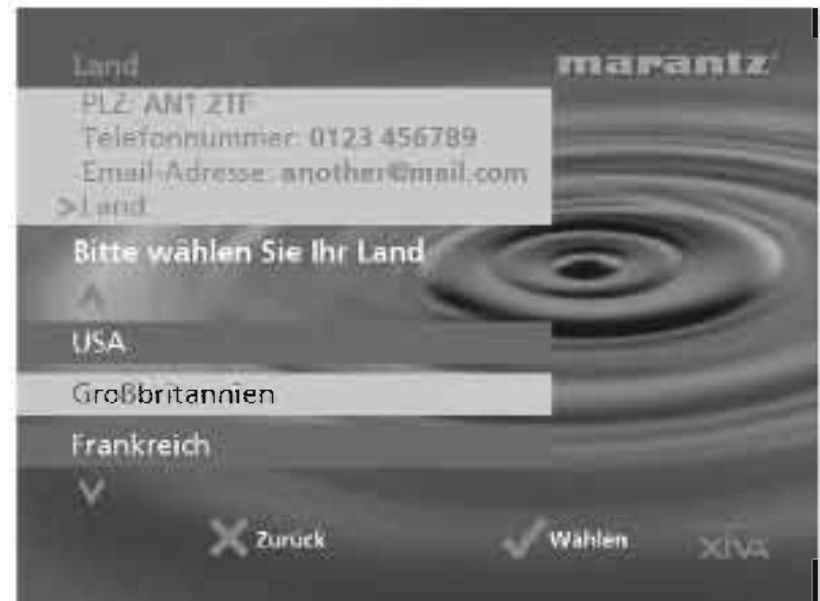 Land
marantz
PLZ: AN1 2TF
Telefonnummer: 0123 456789
Email-Adresse: another@mail.com
>Land
Bitte wählen Sie Ihr Land
USA
Großbritannien
Frankreich
Zurück
Wählen
XiVA